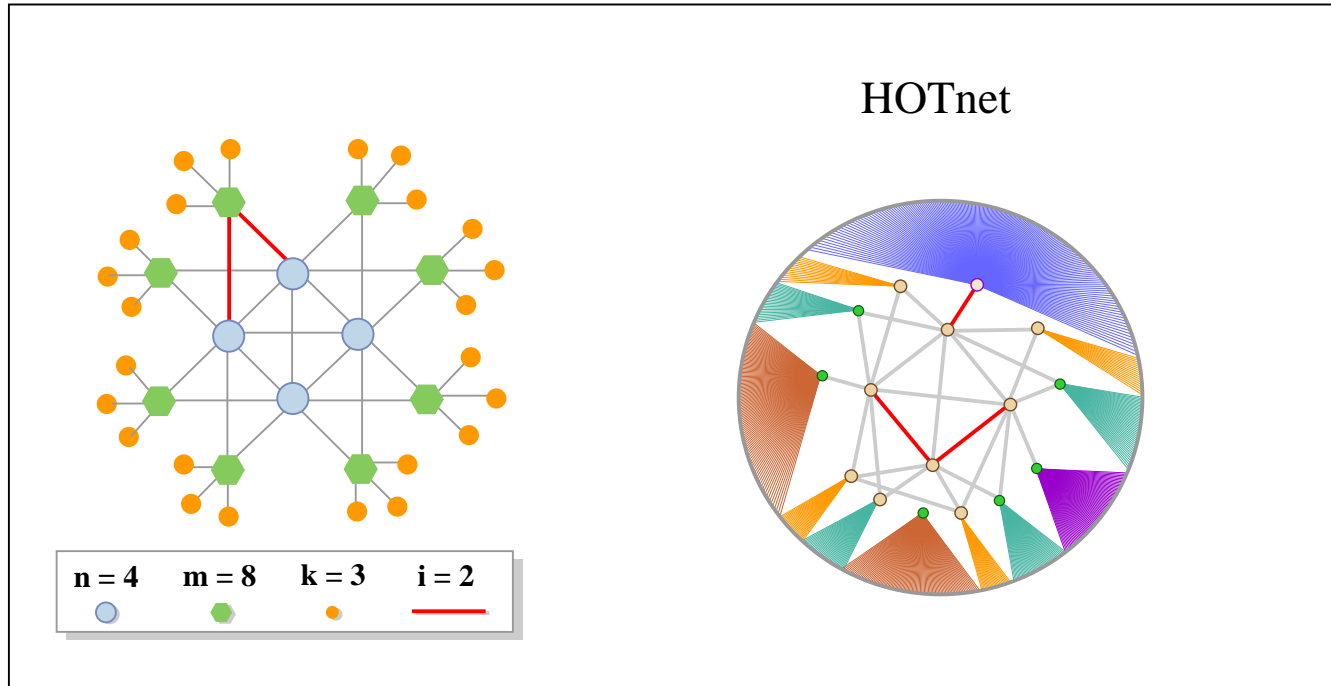 HOTnet
n = 4 m = 8 k = 3 i = 2